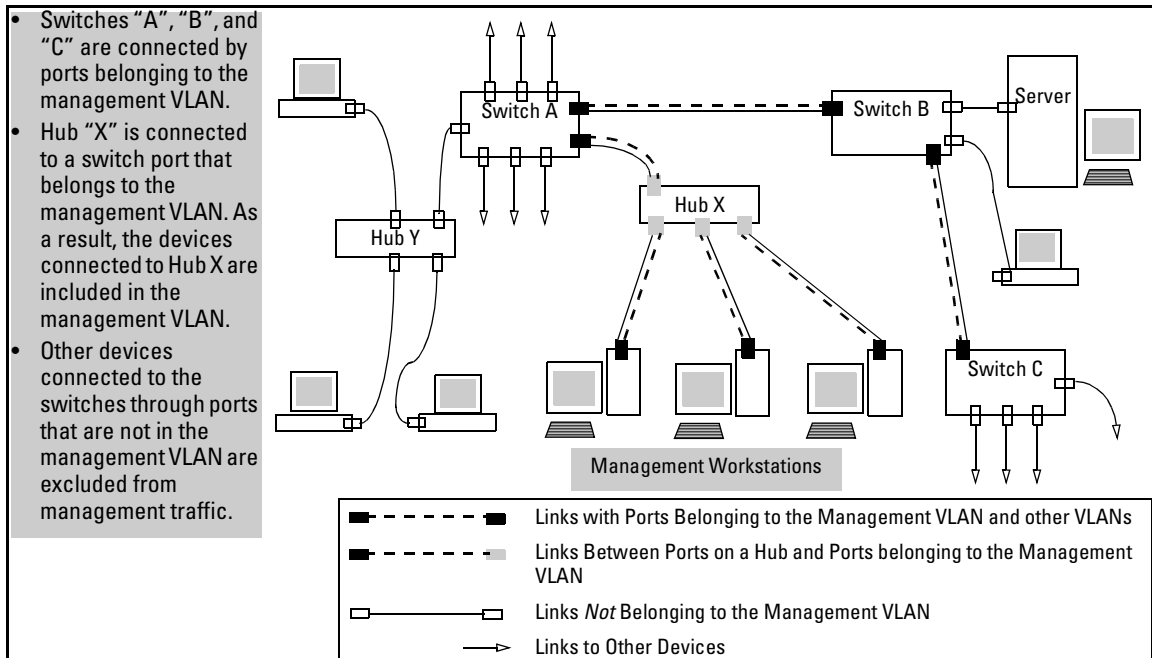 • Switches “A”, “B”, and
“C” are connected by
ports belonging to the
management VLAN.
• Hub “X” is connected
to a switch port that
belongs to the
management VLAN. As
a result, the devices
connected to Hub X are
included in the
management VLAN.
• Other devices
connected to the
switches through ports
that are not in the
management VLAN are
excluded from
management traffic.
Switch A
Switch B
Server
Hub X
Hub Y
Switch C
Management Workstations
Links with Ports Belonging to the Management VLAN and other VLANs
Links Between Ports on a Hub and Ports belonging to the Management
VLAN
Links Not Belonging to the Management VLAN
Links to Other Devices